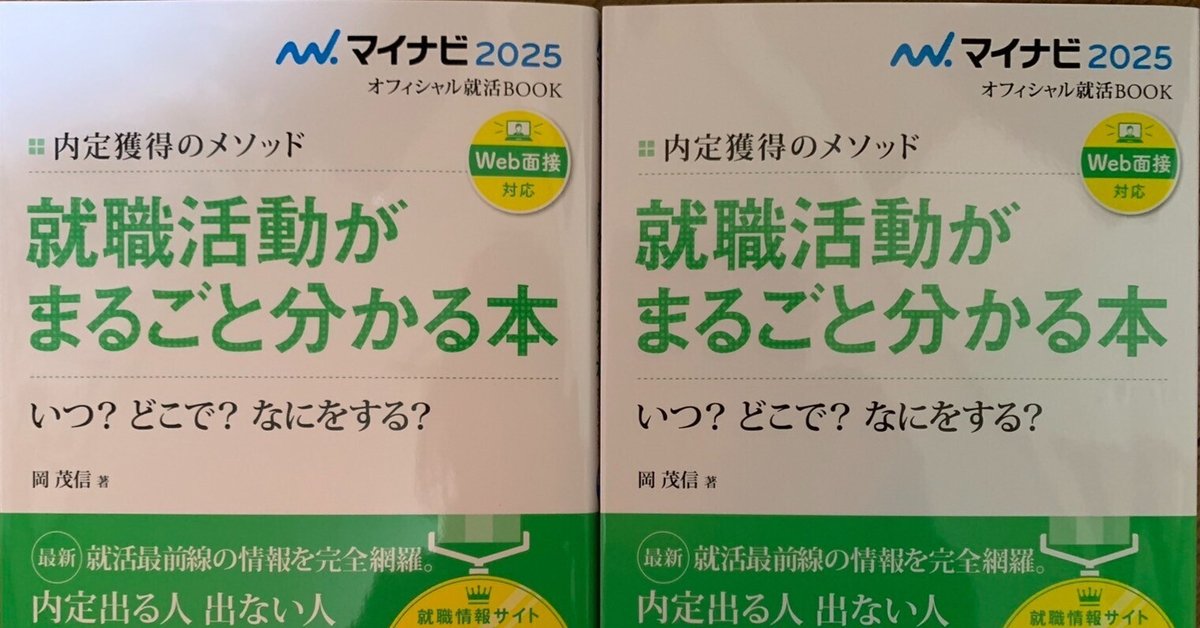 マイナビ2025
オフィシャル就活BOOK
内定獲得のメソッド
Web面接
対応
就職活動が
まるごと分かる本
いつ? どこで? なにをする?
岡 茂信 著
最新 就活最前線の情報を完全網羅。
内定出る人 出ない人
就職情報サイト
マイナビ2025
オフィシャル就活BOOK
内定獲得のメソッド
Web面接
対応
就職活動が
まるごと分かる本
いつ? どこで? なにをする?
岡 茂信 著
最新 就活最前線の情報を完全網羅。
内定出る人 出ない人
就職情報サイト